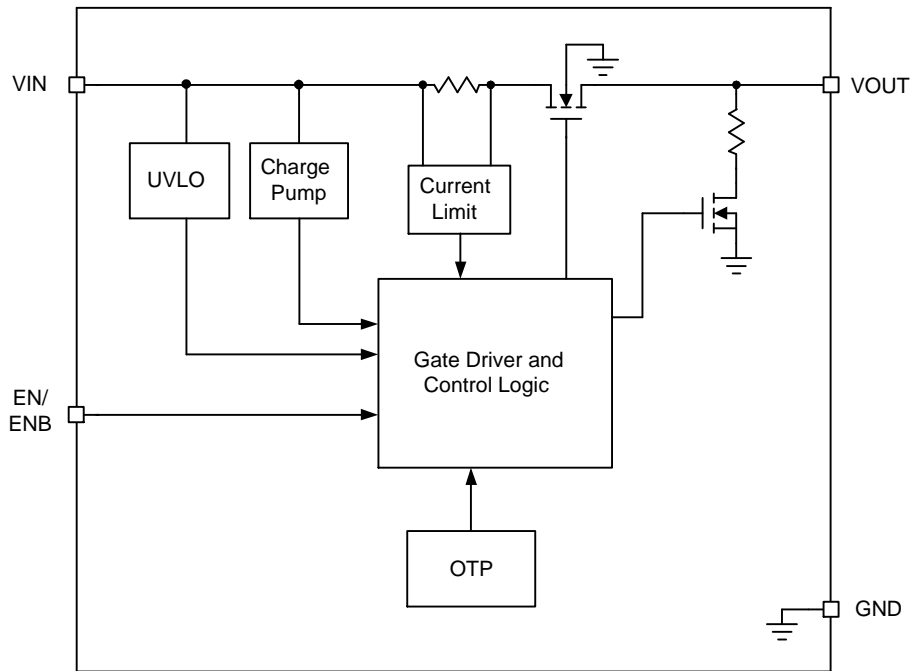 VIN
VOUT
UVLO
Charge
Pump
Current
Limit
Gate Driver and
Control Logic
EN/
ENB
OTP
GND